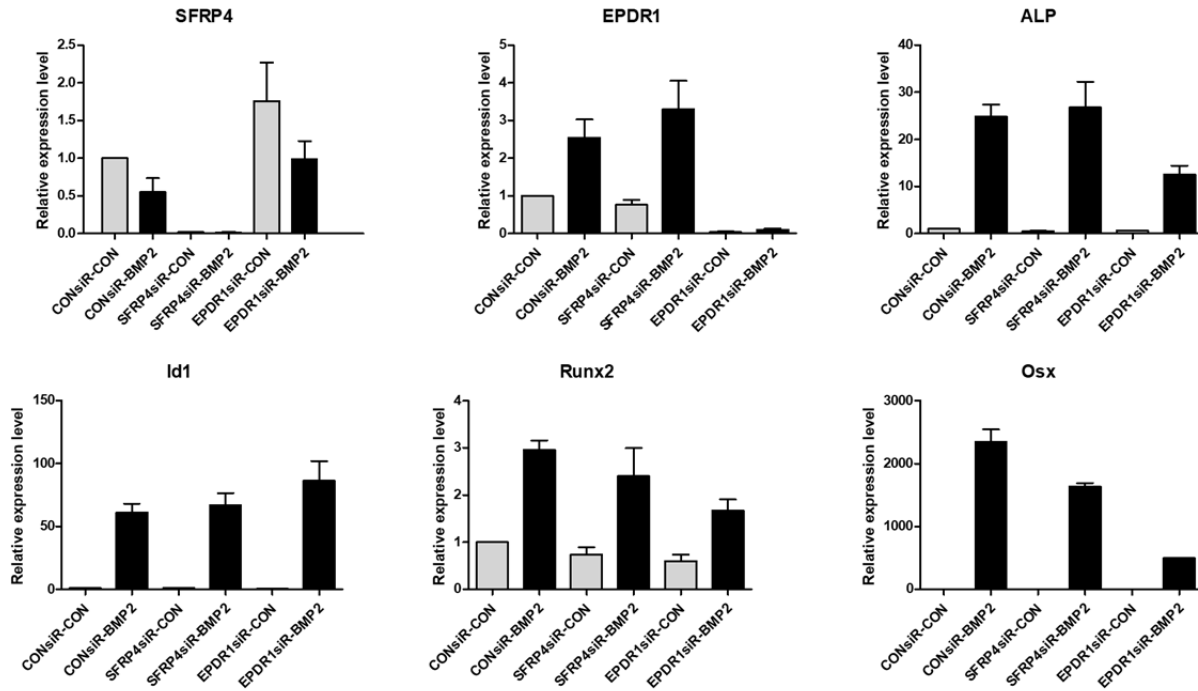 SFRP4
Relative expression level
2.5
2.0
1.5
1.0
0.5
0.0
CONsiR-CON
CONsiR-BMP2
SFRP4siR-CON
SFRP4siR-BMP2
EPDR1siR-CON
EPDR1siR-BMP2
EPDR1
Relative expression level
5
4
3
2
1
0
CONsiR-CON
CONsiR-BMP2
SFRP4siR-CON
SFRP4siR-BMP2
EPDR1siR-CON
EPDR1siR-BMP2
ALP
Relative expression level
40
30
20
10
0
CONsiR-CON
CONsiR-BMP2
SFRP4siR-CON
SFRP4siR-BMP2
EPDR1siR-CON
EPDR1siR-BMP2
Id1
Relative expression level
150
100
50
0
CONsiR-CON
CONsiR-BMP2
SFRP4siR-CON
SFRP4siR-BMP2
EPDR1siR-CON
EPDR1siR-BMP2
Runx2
Relative expression level
4
3
2
1
0
CONsiR-CON
CONsiR-BMP2
SFRP4siR-CON
SFRP4siR-BMP2
EPDR1siR-CON
EPDR1siR-BMP2
Osx
Relative expression level
3000
2000
1000
0
CONsiR-CON
CONsiR-BMP2
SFRP4siR-CON
SFRP4siR-BMP2
EPDR1siR-CON
EPDR1siR-BMP2